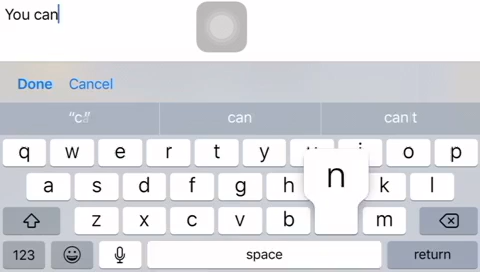 You can
Done Cancel
can can t
q w e r t y o p
a s d f g h n k l
z x c v b m
123 space return